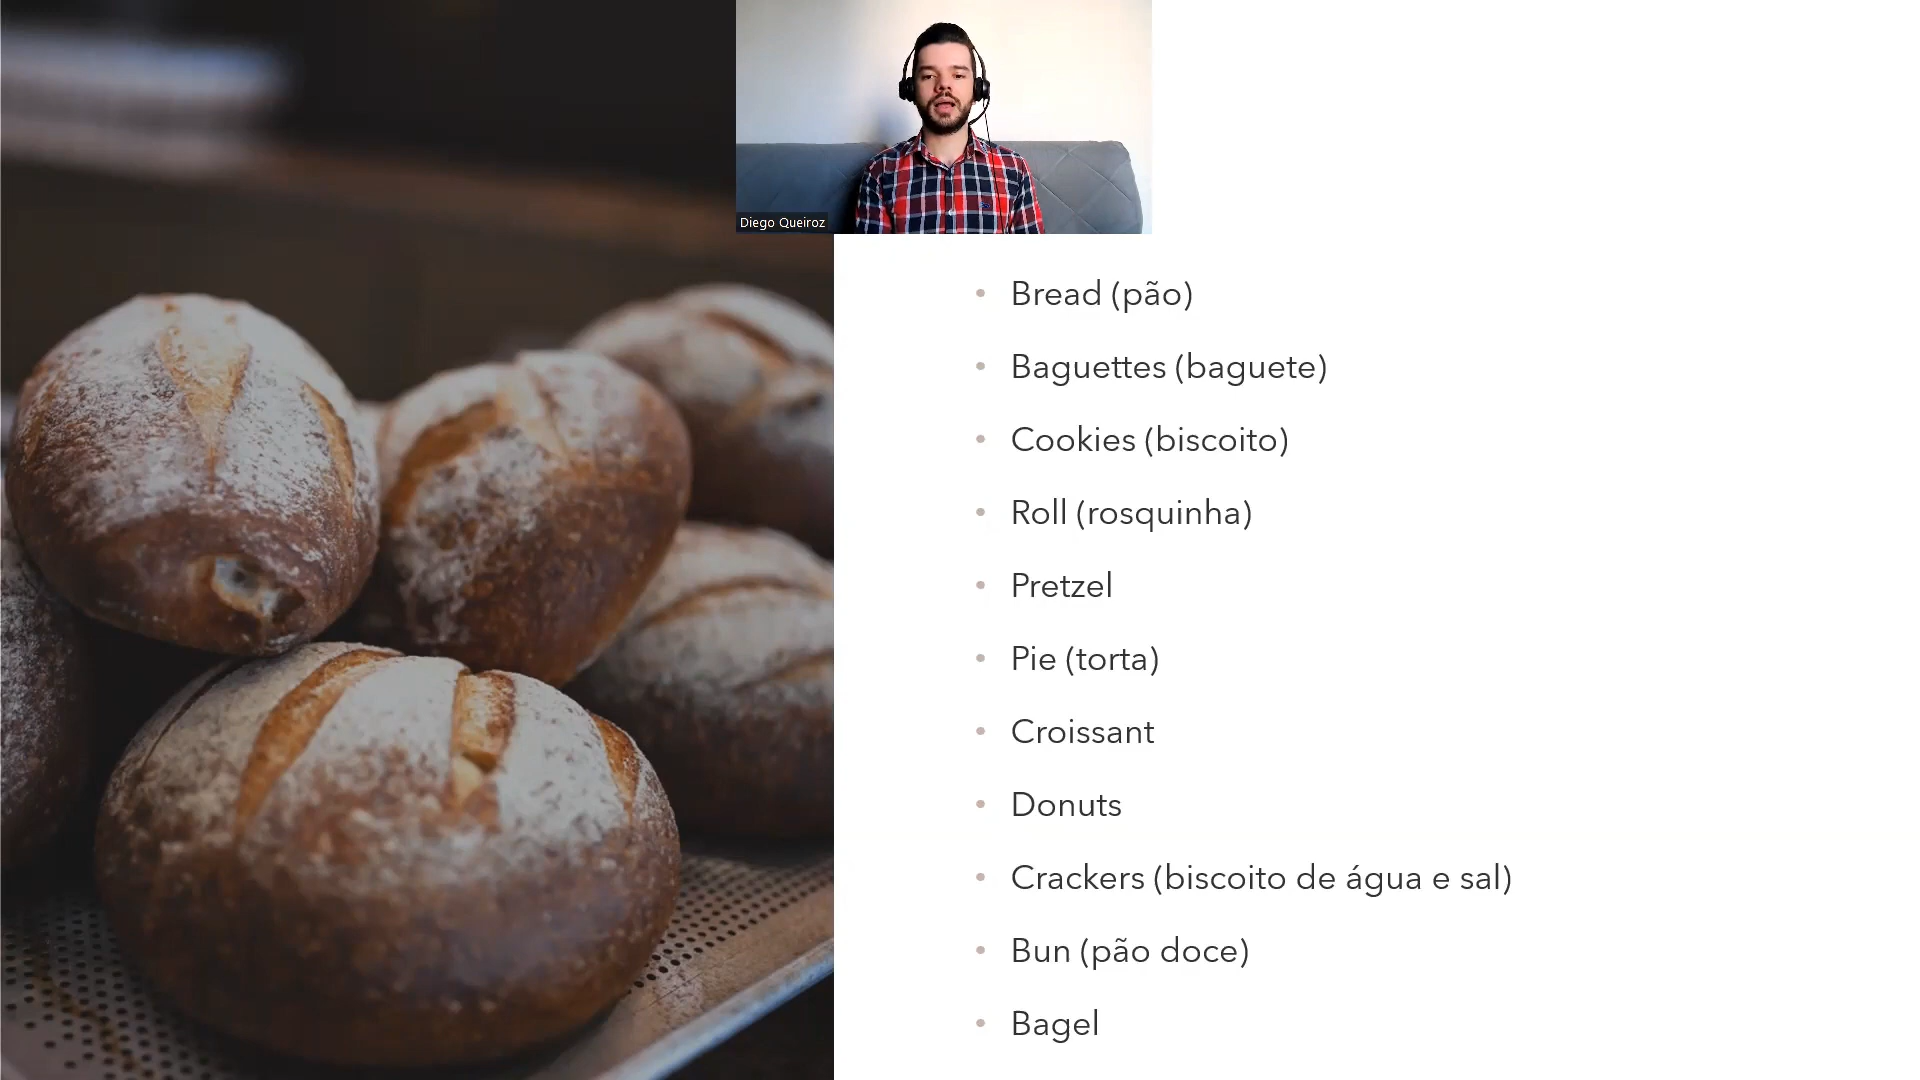 Diego Queiroz
• Bread (pão)
• Baguettes (baguete)
• Cookies (biscoito)
• Roll (rosquinha)
• Pretzel
• Pie (torta)
• Croissant
• Donuts
• Crackers (biscoito de água e sal)
• Bun (pão doce)
• Bagel